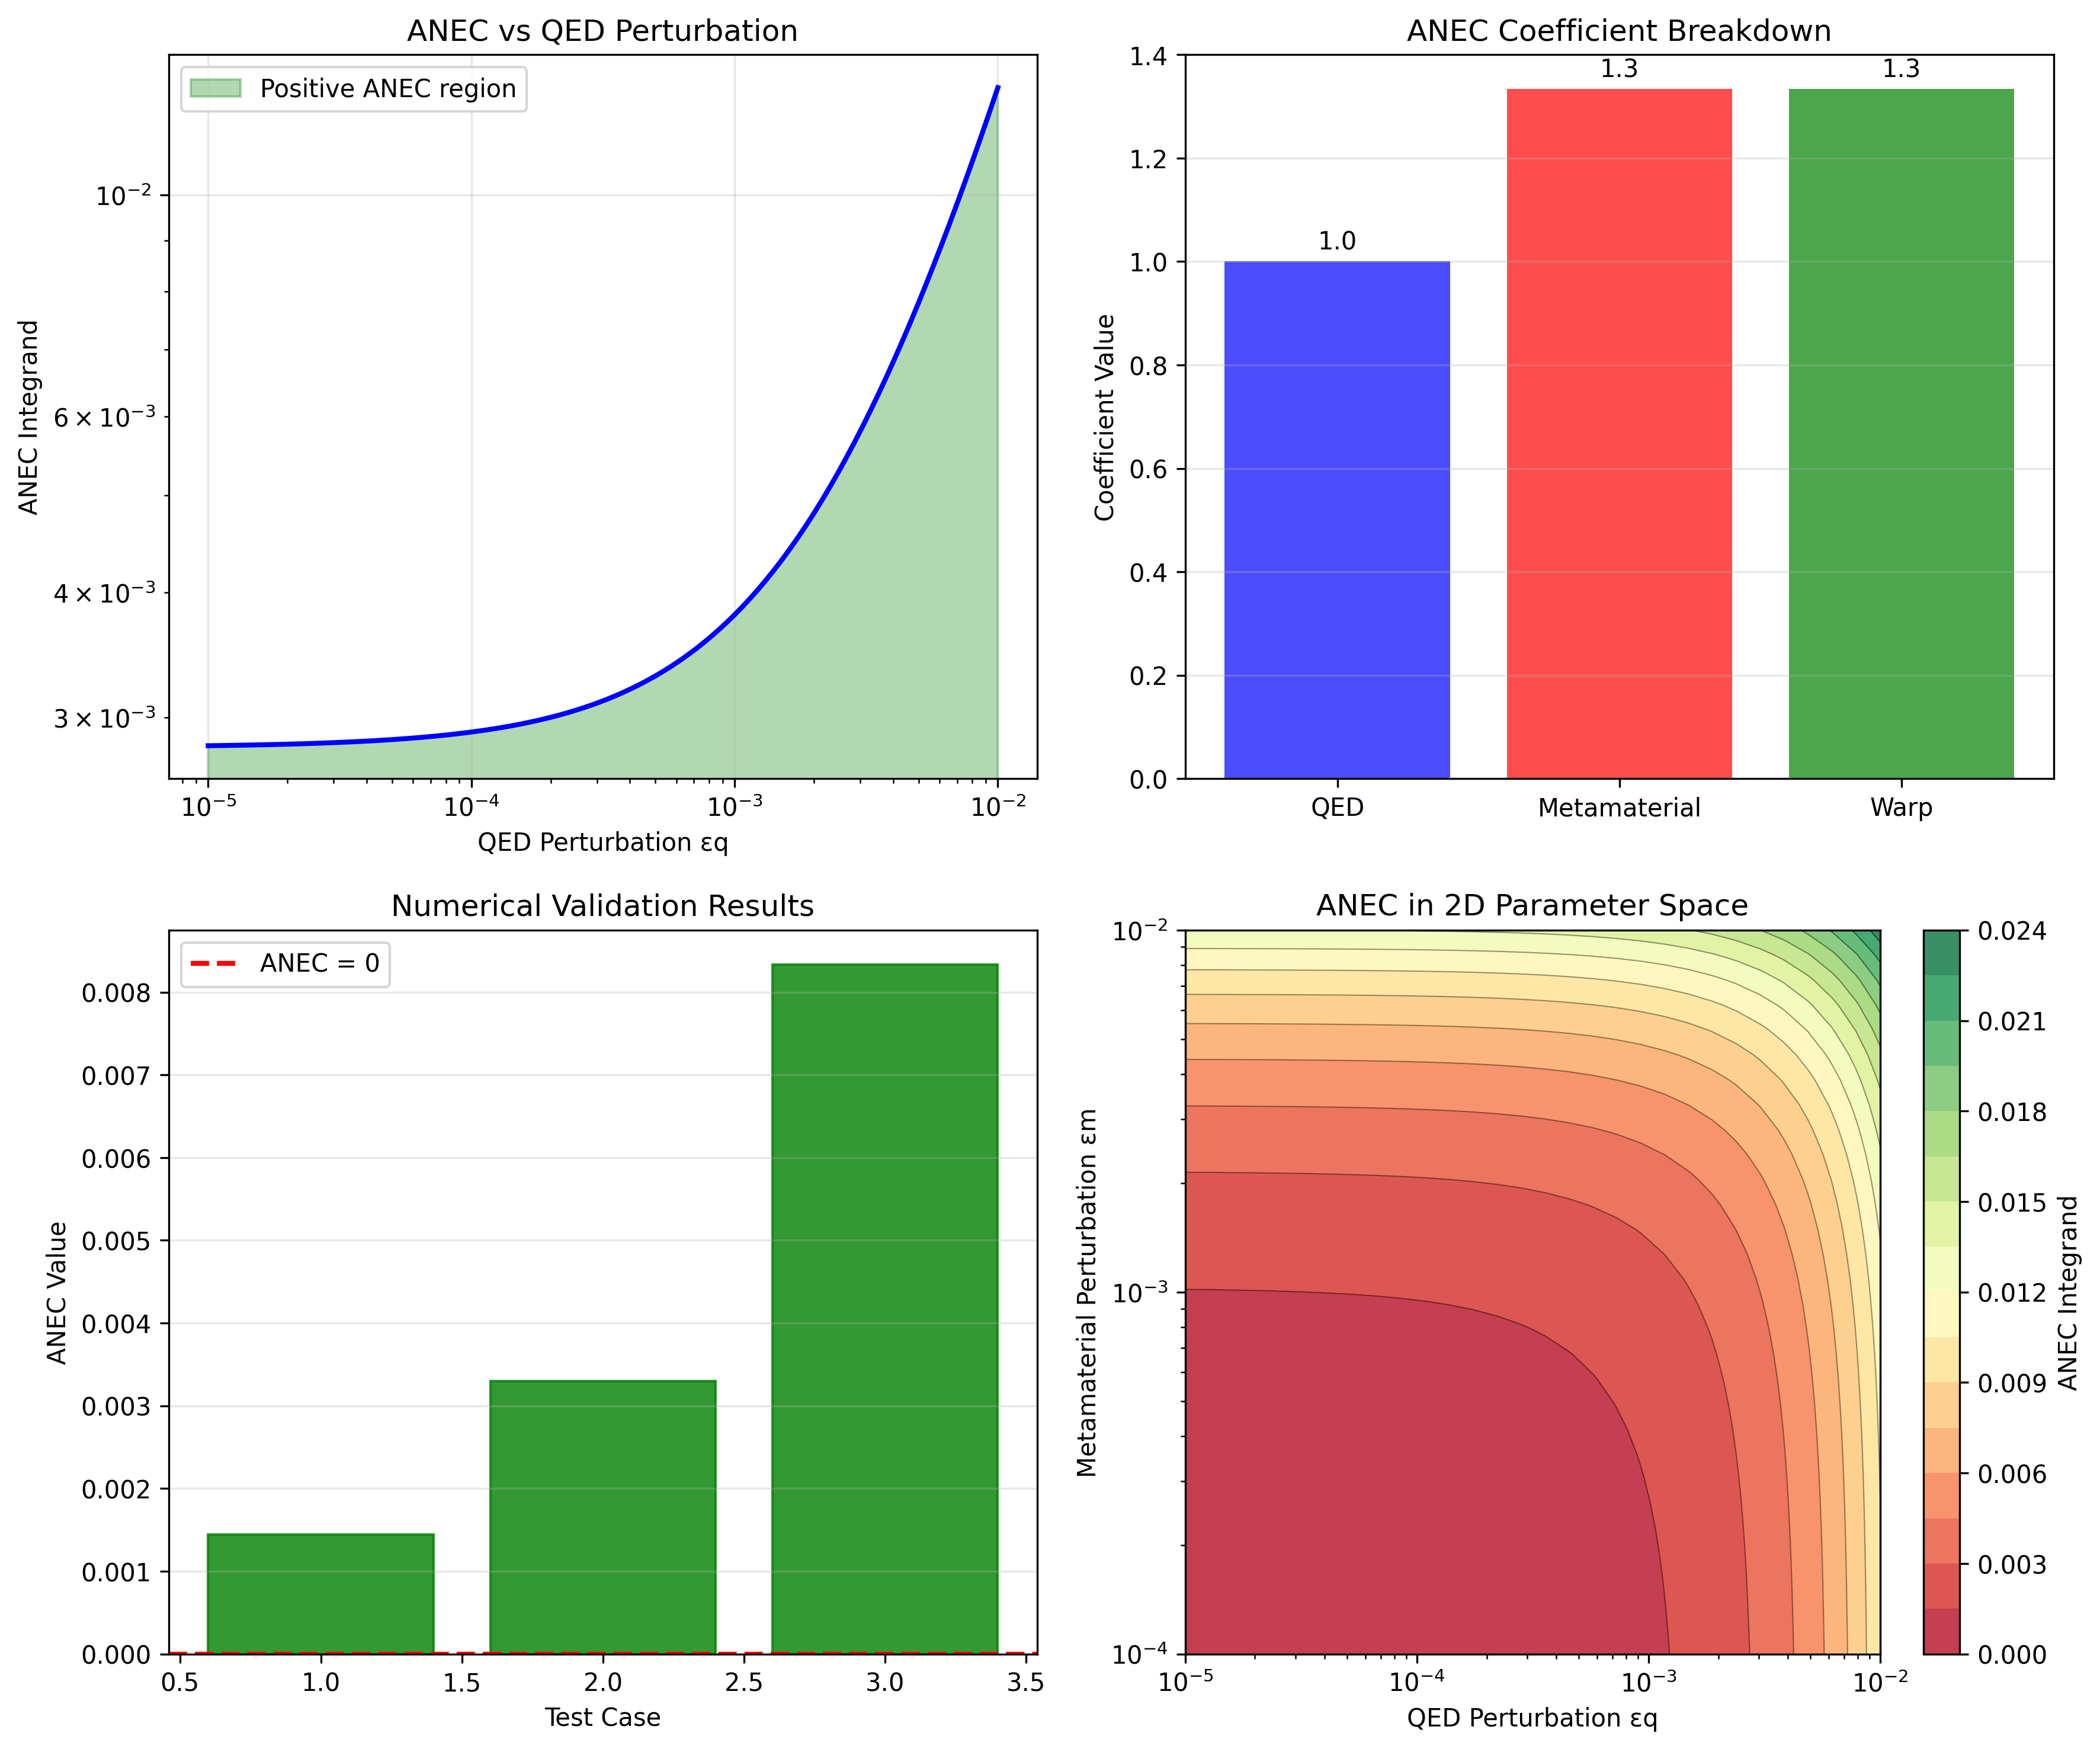 ANEC vs QED Perturbation
Positive ANEC region
ANEC Integrand
10⁻²
6 × 10⁻³
4 × 10⁻³
3 × 10⁻³
10⁻⁵ 10⁻⁴ 10⁻³ 10⁻²
QED Perturbation εq
ANEC Coefficient Breakdown
Coefficient Value
1.4
1.2
1.0
0.8
0.6
0.4
0.2
0.0
1.0 1.3 1.3
QED Metamaterial Warp
Numerical Validation Results
ANEC = 0
ANEC Value
0.008
0.007
0.006
0.005
0.004
0.003
0.002
0.001
0.000
0.5 1.0 1.5 2.0 2.5 3.0 3.5
Test Case
ANEC in 2D Parameter Space
Metamaterial Perturbation εm
10⁻²
10⁻³
10⁻⁴
10⁻⁵ 10⁻⁴ 10⁻³ 10⁻²
QED Perturbation εq
0.024
0.021
0.018
0.015
0.012
0.009
0.006
0.003
0.000
ANEC Integrand